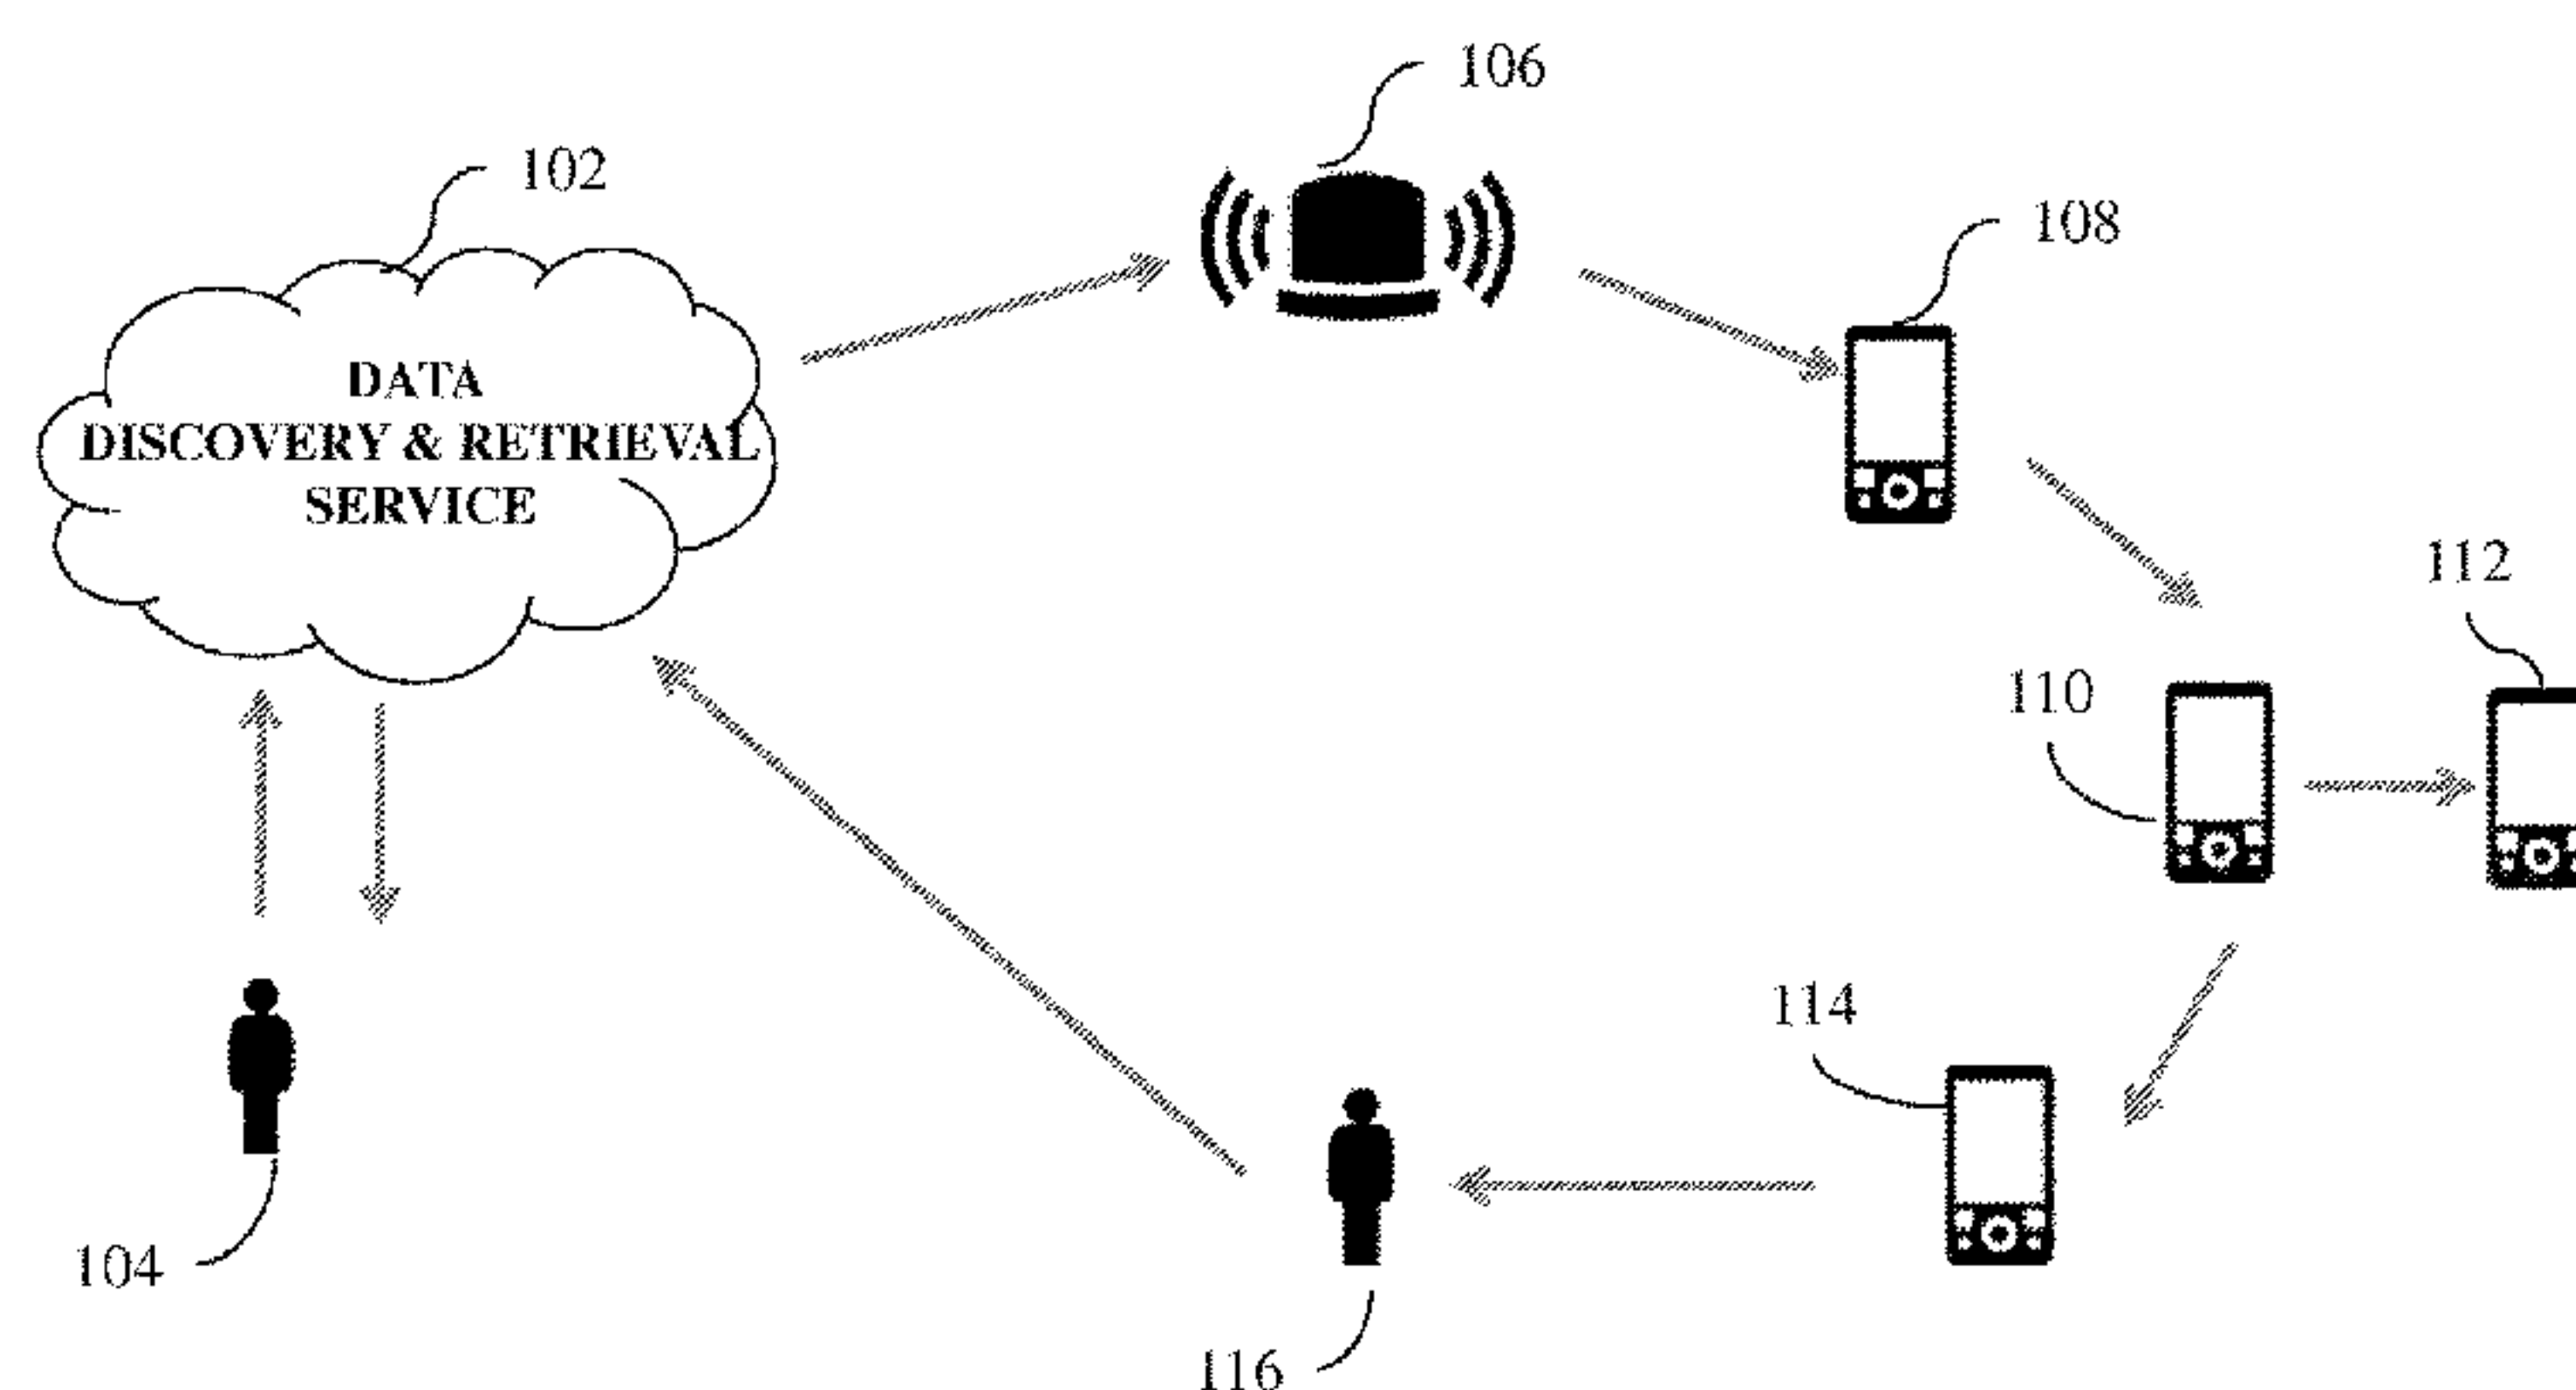 106
102
108
DATA
DISCOVERY & RETRIEVAL
SERVICE
112
110
114
104
116